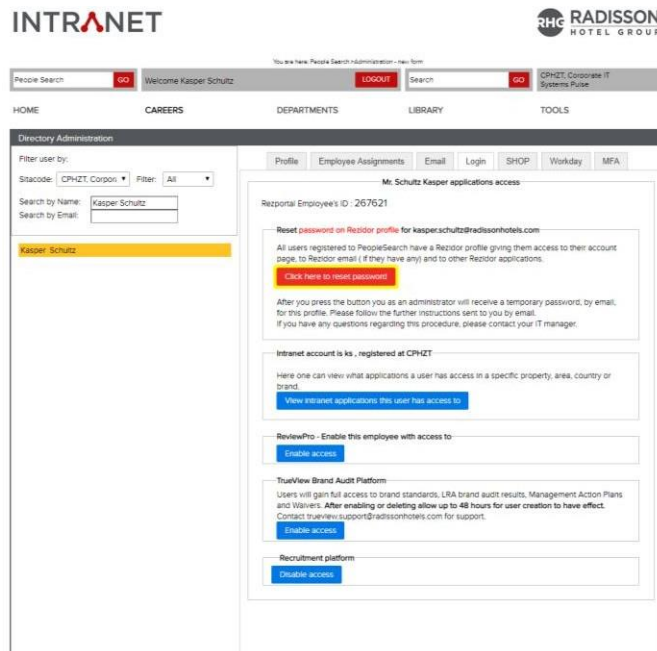 INTRANET
RHG RADISSON
HOTEL GROUP
You are here: People Search \Administration - new form
People Search GO Welcome Kasper Schultz LOGOUT Search GO CPHZT, Corporate IT
Systems Pulse
HOME CAREERS DEPARTMENTS LIBRARY TOOLS
Directory Administration
Filter user by:
Sitacode: CPHZT, Corpon Filter: All
Search by Name: Kasper Schultz
Search by Email:
Kasper Schultz
Profile Employee Assignments Email Login SHOP Workday MFA
Mr. Schultz Kasper applications access
Rezportal Employee's ID : 267621
Reset password on Rezidor profile for kasper.schultz@radissonhotels.com
All users registered to PeopleSearch have a Rezidor profile giving them access to their account
page, to Rezidor email ( if they have any) and to other Rezidor applications.
Click here to reset password
After you press the button you as an administrator will receive a temporary password, by email,
for this profile. Please follow the further instructions sent to you by email.
If you have any questions regarding this procedure, please contact your IT manager.
Intranet account is ks , registered at CPHZT
Here one can view what applications a user has access in a specific property, area, country or
brand.
View intranet applications this user has access to
ReviewPro - Enable this employee with access to
Enable access
TrueView Brand Audit Platform
Users will gain full access to brand standards, LRA brand audit results, Management Action Plans
and Waivers. After enabling or deleting allow up to 48 hours for user creation to have effect.
Contact trueview.support@radissonhotels.com for support.
Enable access
Recruitment platform
Disable access